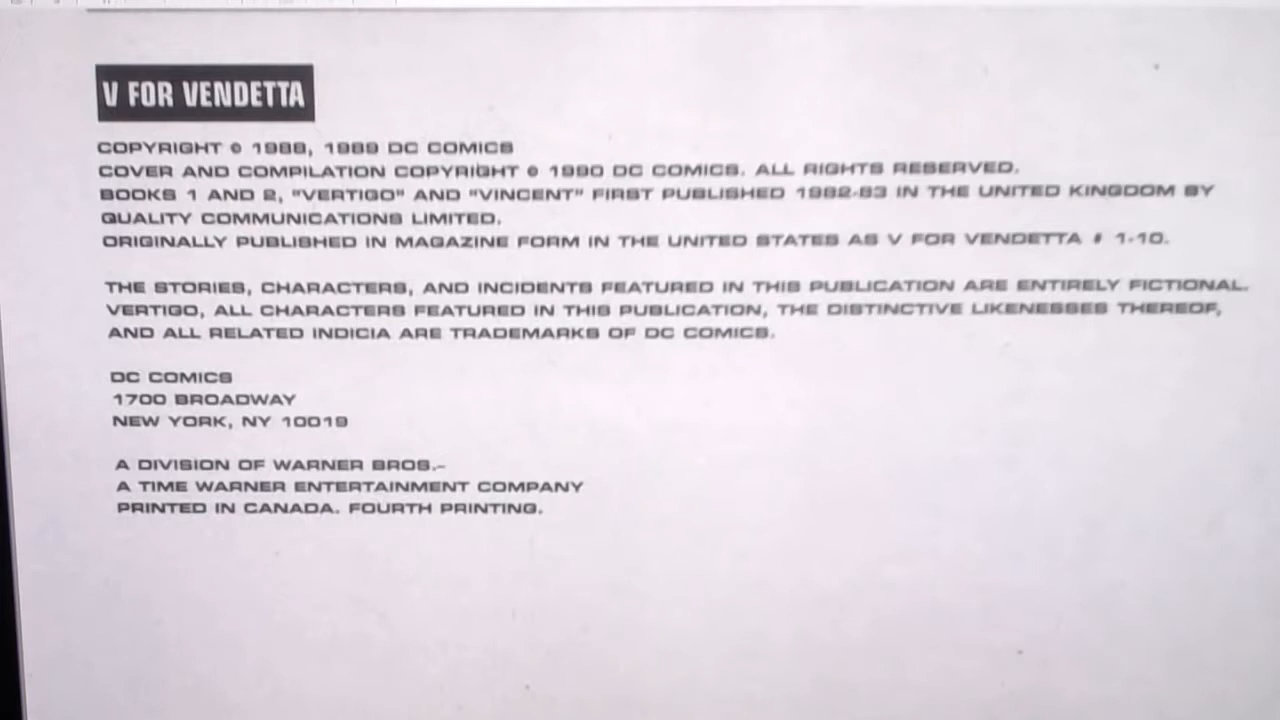 V FOR VENDETTA
COPYRIGHT © 1988, 1989 DC COMICS
COVER AND COMPILATION COPYRIGHT © 1990 DC COMICS. ALL RIGHTS RESERVED.
BOOKS 1 AND 2, "VERTIGO" AND "VINCENT" FIRST PUBLISHED 1982-83 IN THE UNITED KINGDOM BY
QUALITY COMMUNICATIONS LIMITED.
ORIGINALLY PUBLISHED IN MAGAZINE FORM IN THE UNITED STATES AS V FOR VENDETTA # 1-10.
THE STORIES, CHARACTERS, AND INCIDENTS FEATURED IN THIS PUBLICATION ARE ENTIRELY FICTIONAL.
VERTIGO, ALL CHARACTERS FEATURED IN THIS PUBLICATION, THE DISTINCTIVE LIKENESSES THEREOF,
AND ALL RELATED INDICIA ARE TRADEMARKS OF DC COMICS.
DC COMICS
1700 BROADWAY
NEW YORK, NY 10019
A DIVISION OF WARNER BROS.-
A TIME WARNER ENTERTAINMENT COMPANY
PRINTED IN CANADA. FOURTH PRINTING.